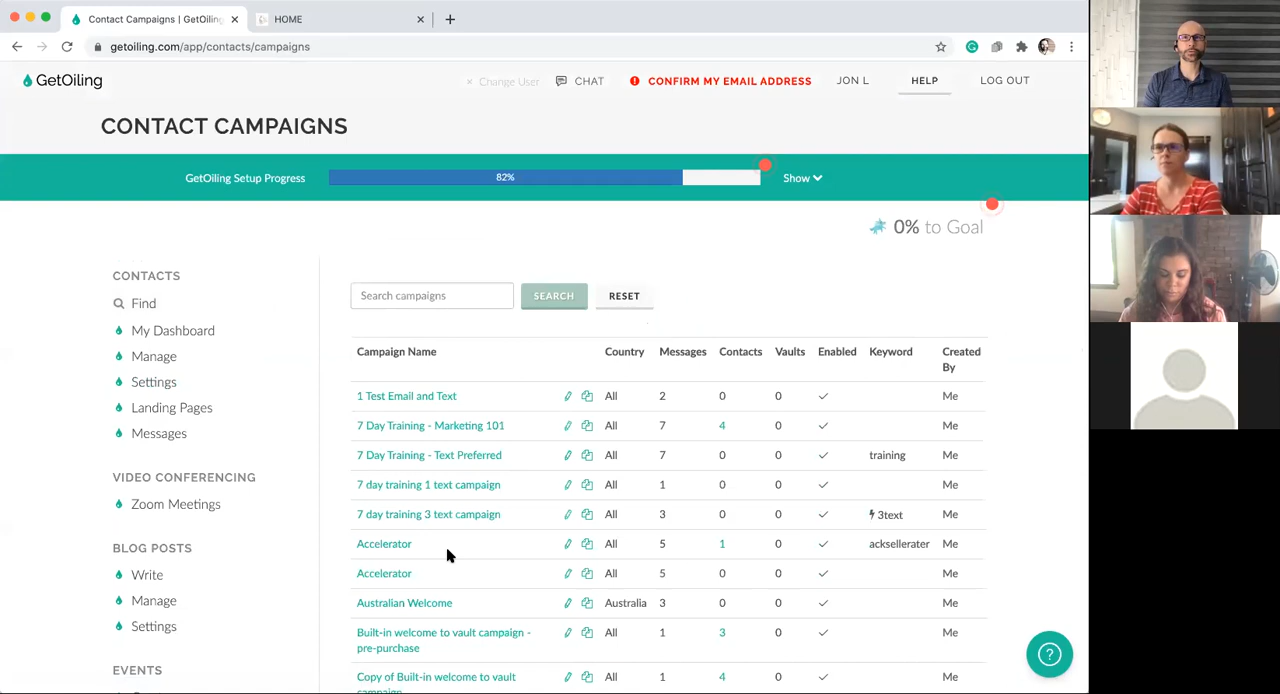 Contact Campaigns | GetOiling
HOME
getoiling.com/app/contacts/campaigns
GetOiling
Change User
CHAT
CONFIRM MY EMAIL ADDRESS
JON L
HELP
LOG OUT
CONTACT CAMPAIGNS
GetOiling Setup Progress
82%
Show
0% to Goal
CONTACTS
Find
My Dashboard
Manage
Settings
Landing Pages
Messages
VIDEO CONFERENCING
Zoom Meetings
BLOG POSTS
Write
Manage
Settings
EVENTS
Search campaigns
SEARCH
RESET
Campaign Name Country Messages Contacts Vaults Enabled Keyword Created
By
1 Test Email and Text All 2 0 0 Me
7 Day Training - Marketing 101 All 7 4 0 Me
7 Day Training - Text Preferred All 7 0 0 training Me
7 day training 1 text campaign All 1 0 0 Me
7 day training 3 text campaign All 3 0 0 3text Me
Accelerator All 5 1 0 acksellerater Me
Accelerator All 5 0 0 Me
Australian Welcome Australia 3 0 0 Me
Built-in welcome to vault campaign - All 1 3 0 Me
pre-purchase
Copy of Built-in welcome to vault All 1 4 0 Me
campaign
?